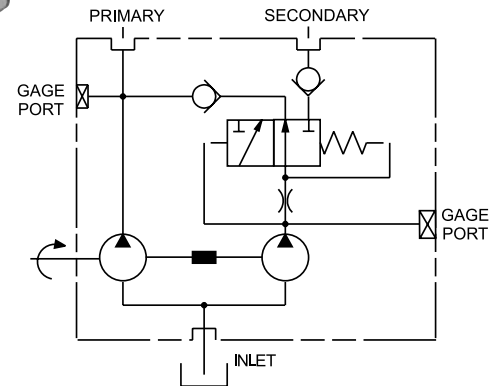 PRIMARY
SECONDARY
GAGE
PORT
GAGE
PORT
INLET